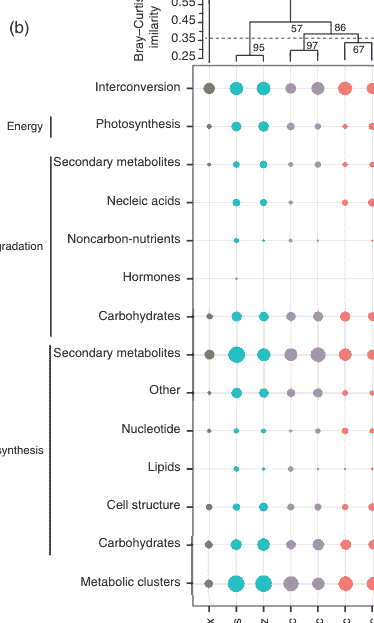 (b)
Bray–Curtis
imilarity
0.55
0.45
0.35
0.25
57
86
95
97
67
Interconversion
Energy
Photosynthesis
Secondary metabolites
Necleic acids
Noncarbon-nutrients
gradation
Hormones
Carbohydrates
Secondary metabolites
Other
Nucleotide
synthesis
Lipids
Cell structure
Carbohydrates
Metabolic clusters